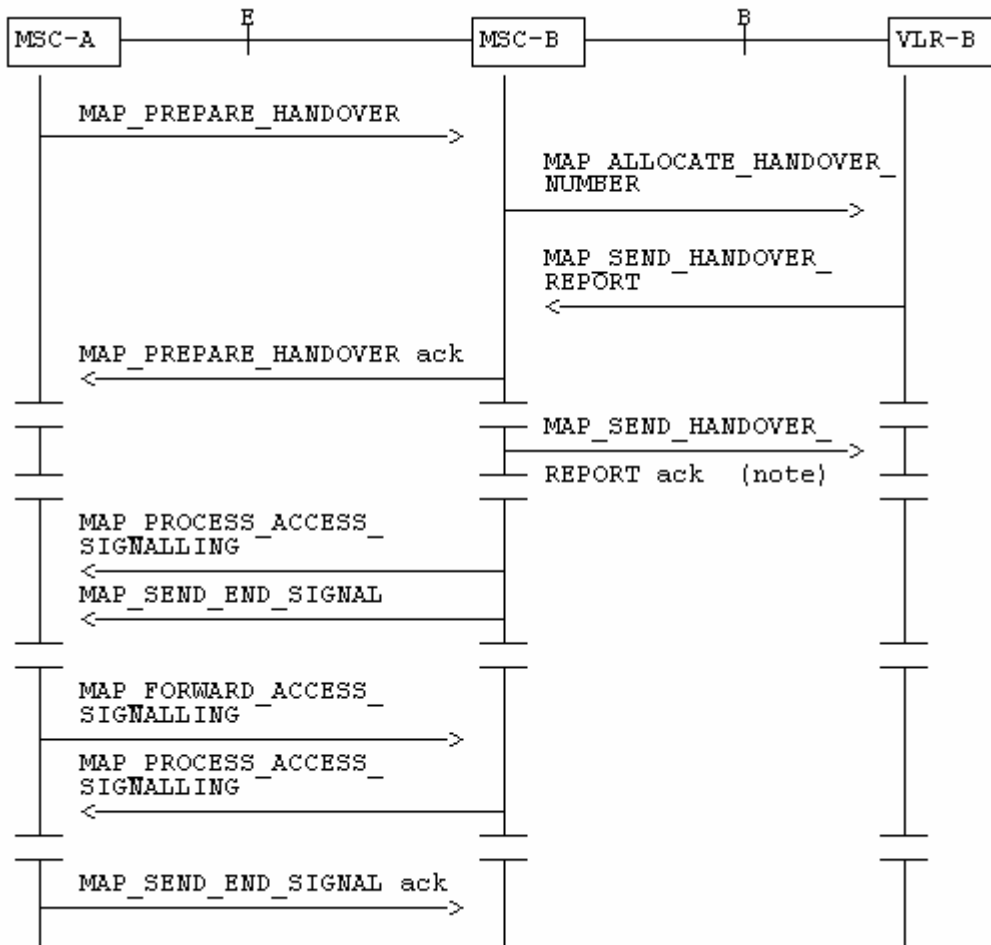 E
B
MSC-A
MSC-B
VLR-B
MAP_PREPARE_HANDOVER
MAP_ALLOCATE_HANDOVER_
NUMBER
MAP_SEND_HANDOVER_
REPORT
MAP_PREPARE_HANDOVER ack
MAP_SEND_HANDOVER_
REPORT ack (note)
MAP_PROCESS_ACCESS_
SIGNALLING
MAP_SEND_END_SIGNAL
MAP_FORWARD_ACCESS_
SIGNALLING
MAP_PROCESS_ACCESS_
SIGNALLING
MAP_SEND_END_SIGNAL ack